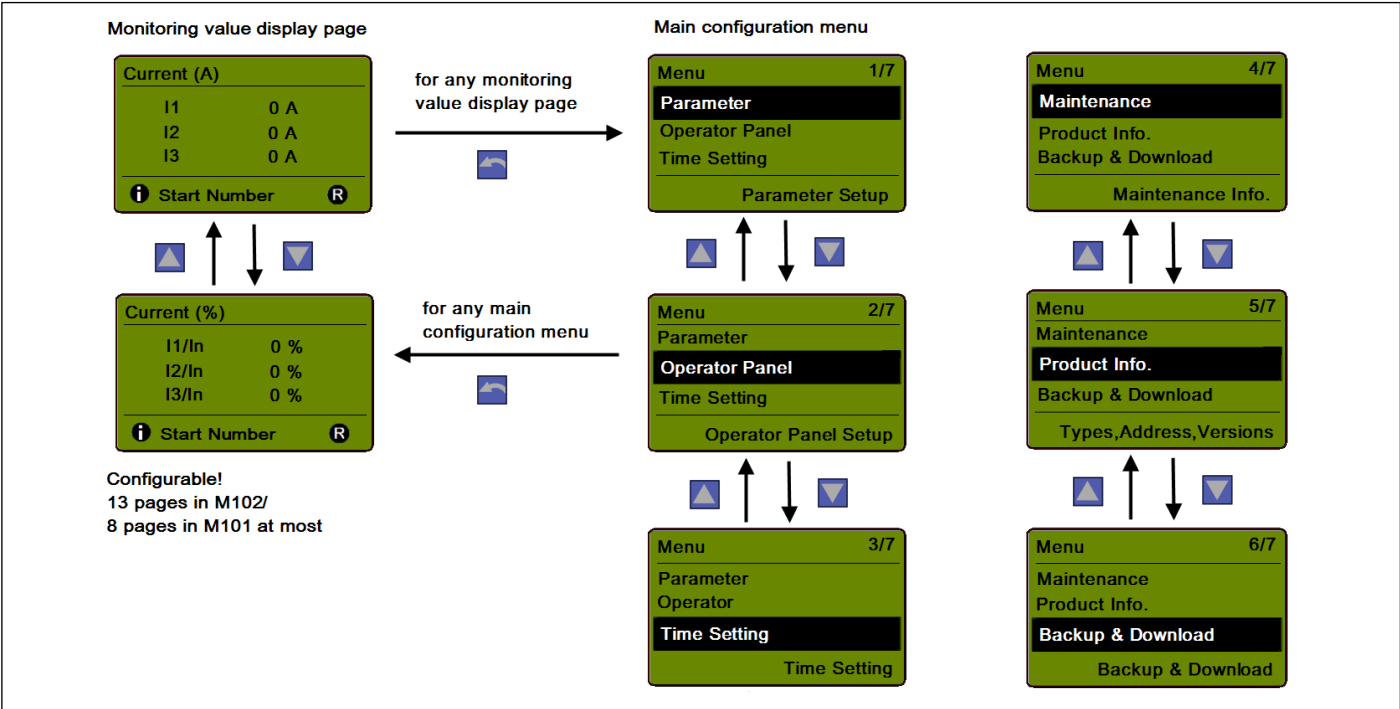 Monitoring value display page
Current (A)
I1 0 A
I2 0 A
I3 0 A
i Start Number R
Current (%)
I1/In 0 %
I2/In 0 %
I3/In 0 %
i Start Number R
Configurable!
13 pages in M102/
8 pages in M101 at most
for any monitoring
value display page
for any main
configuration menu
Main configuration menu
Menu 1/7
Parameter
Operator Panel
Time Setting
Parameter Setup
Menu 2/7
Parameter
Operator Panel
Time Setting
Operator Panel Setup
Menu 3/7
Parameter
Operator
Time Setting
Time Setting
Menu 4/7
Maintenance
Product Info.
Backup & Download
Maintenance Info.
Menu 5/7
Maintenance
Product Info.
Backup & Download
Types,Address,Versions
Menu 6/7
Maintenance
Product Info.
Backup & Download
Backup & Download